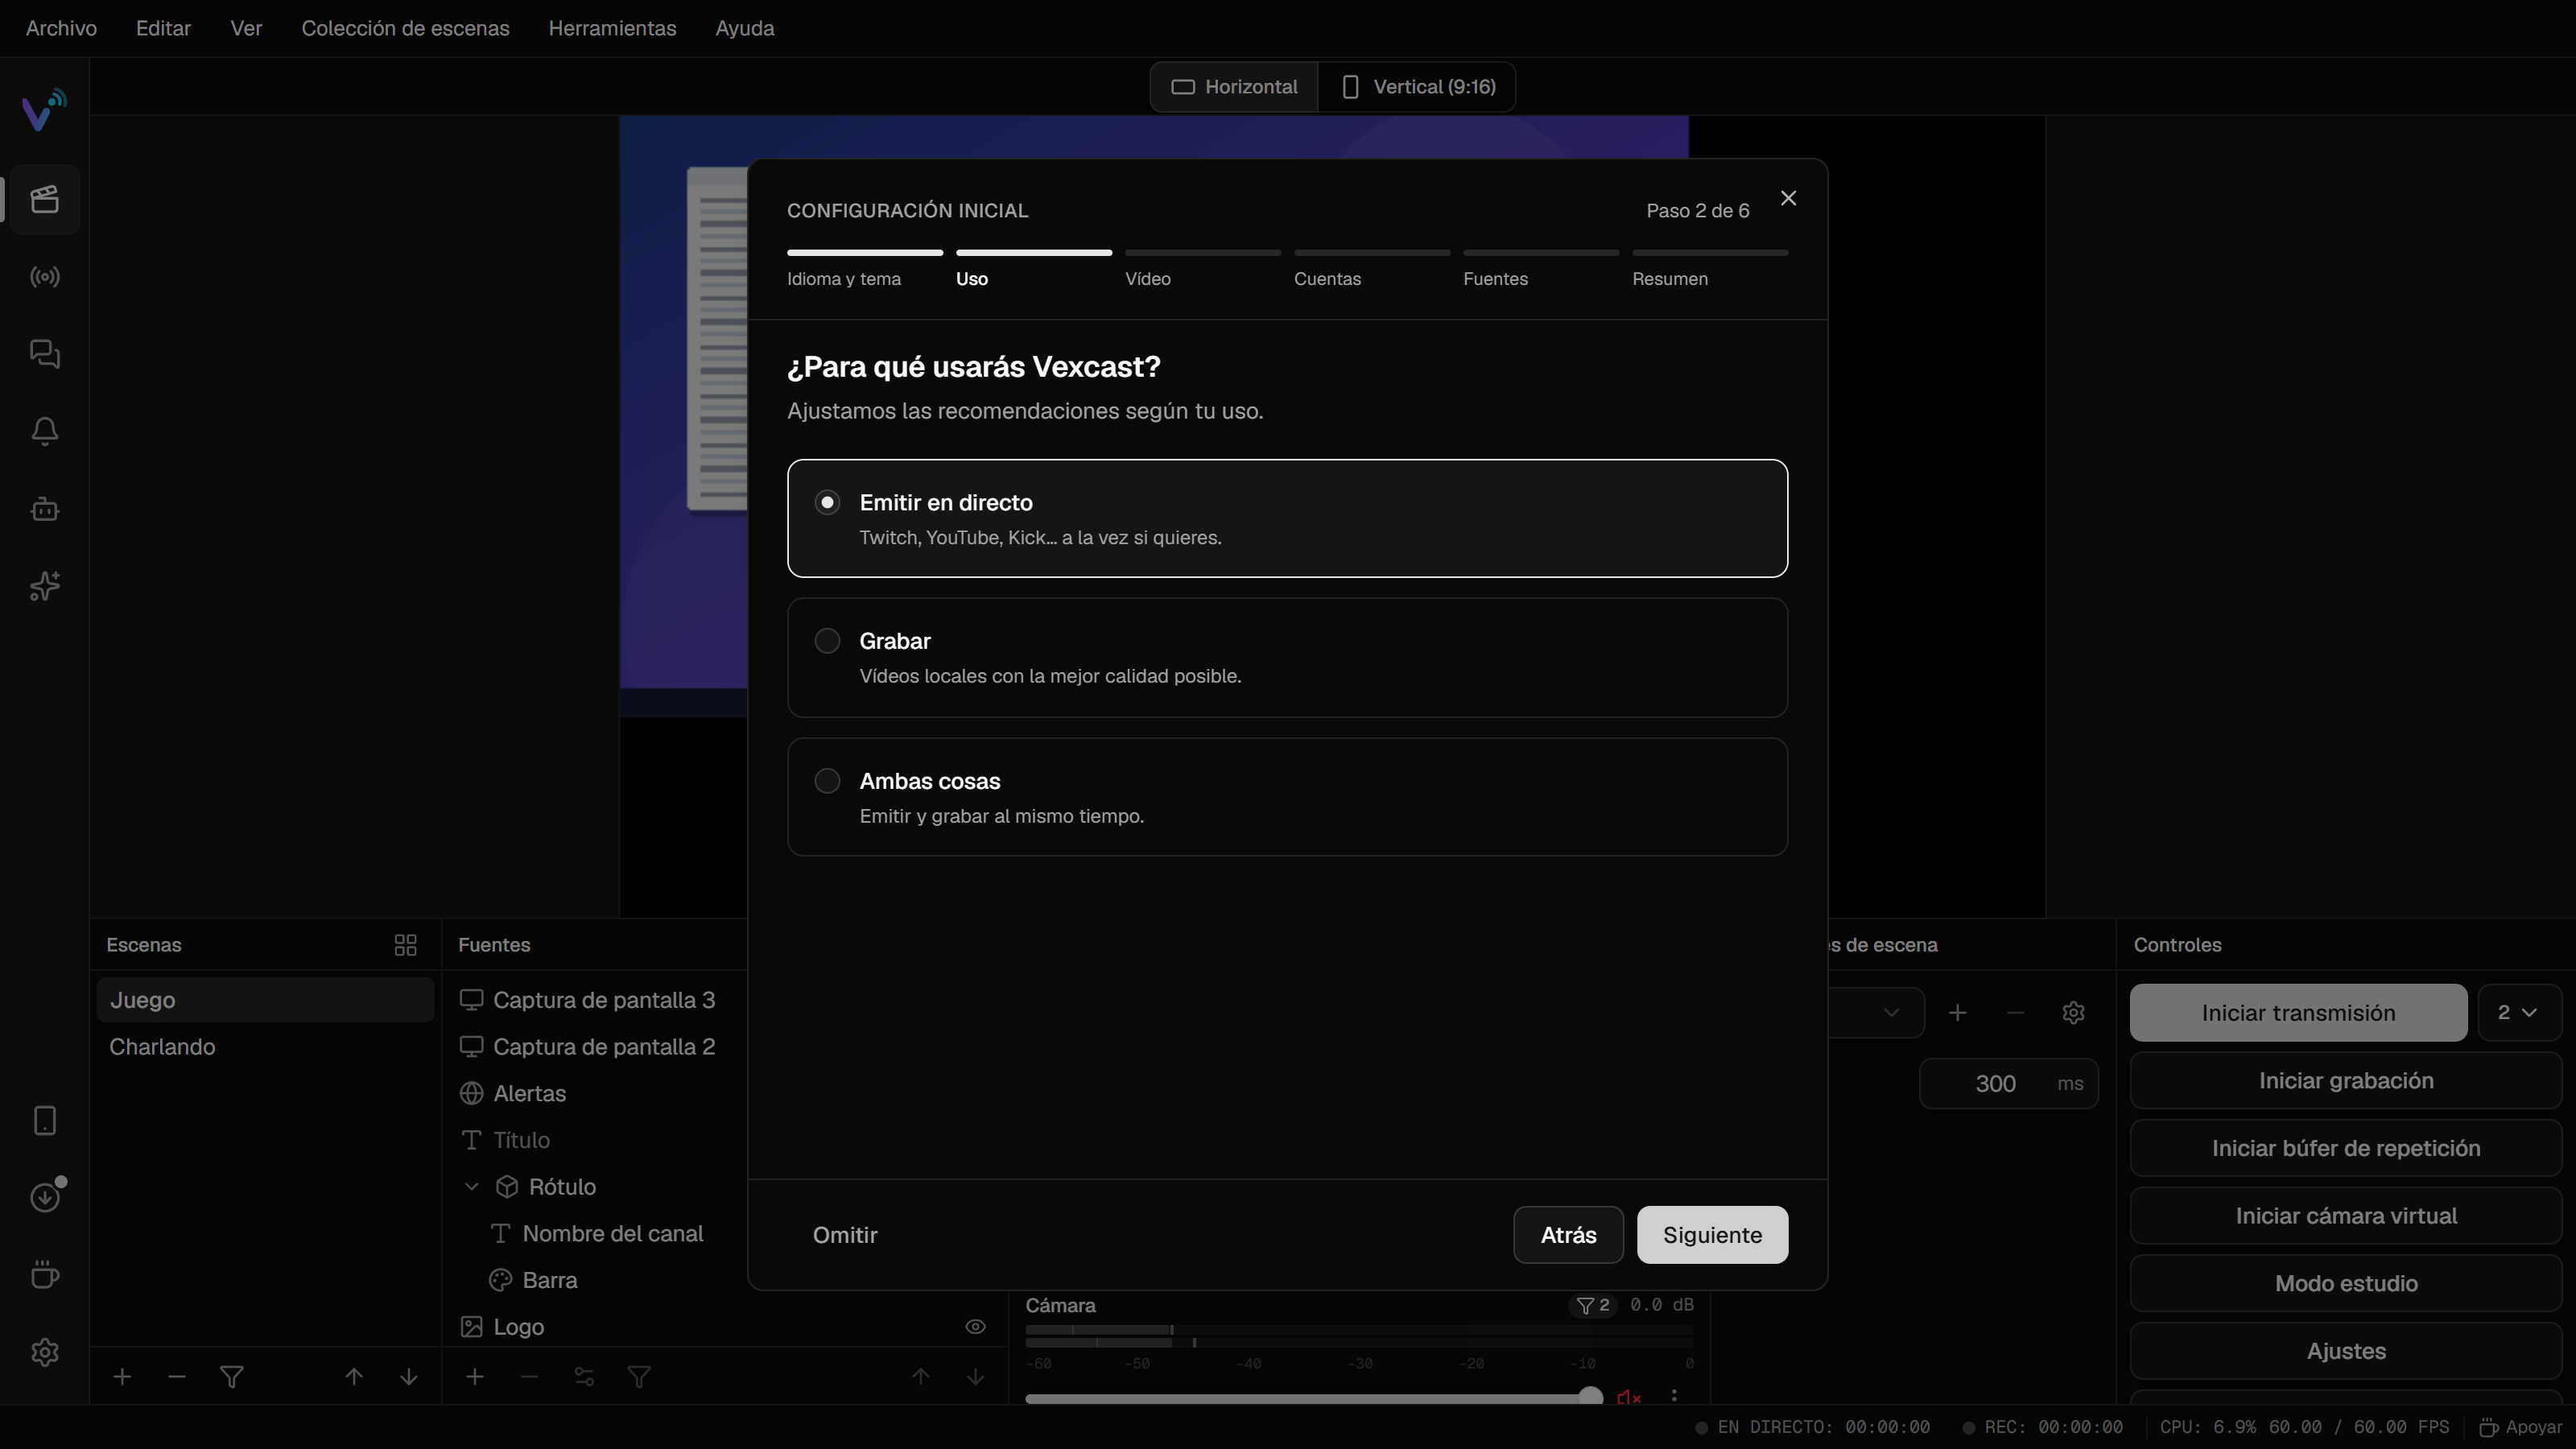 Archivo Editar Ver Colección de escenas Herramientas Ayuda
Horizontal Vertical (9:16)
CONFIGURACIÓN INICIAL Paso 2 de 6
Idioma y tema Uso Vídeo Cuentas Fuentes Resumen
¿Para qué usarás Vexcast?
Ajustamos las recomendaciones según tu uso.
Emitir en directo
Twitch, YouTube, Kick... a la vez si quieres.
Grabar
Vídeos locales con la mejor calidad posible.
Ambas cosas
Emitir y grabar al mismo tiempo.
Omitir Atrás Siguiente
Escenas
Juego
Charlando
Fuentes
Captura de pantalla 3
Captura de pantalla 2
Alertas
Título
Rótulo
Nombre del canal
Barra
Logo
Cámara 2 0.0 dB
-60 -50 -40 -30 -20 -10 0
de escena
300 ms
Controles
Iniciar transmisión 2
Iniciar grabación
Iniciar búfer de repetición
Iniciar cámara virtual
Modo estudio
Ajustes
EN DIRECTO: 00:00:00 REC: 00:00:00 CPU: 6.9% 60.00 / 60.00 FPS Apoyar